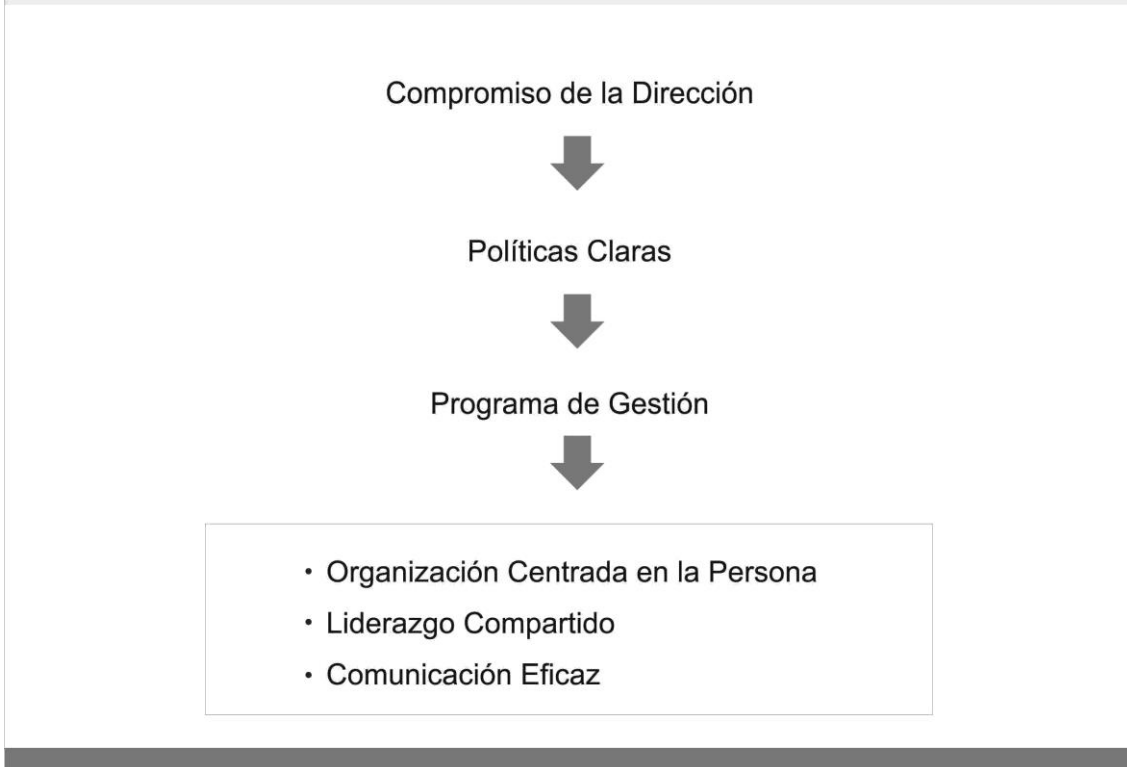 Compromiso de la Dirección
Políticas Claras
Programa de Gestión
• Organización Centrada en la Persona
• Liderazgo Compartido
• Comunicación Eficaz